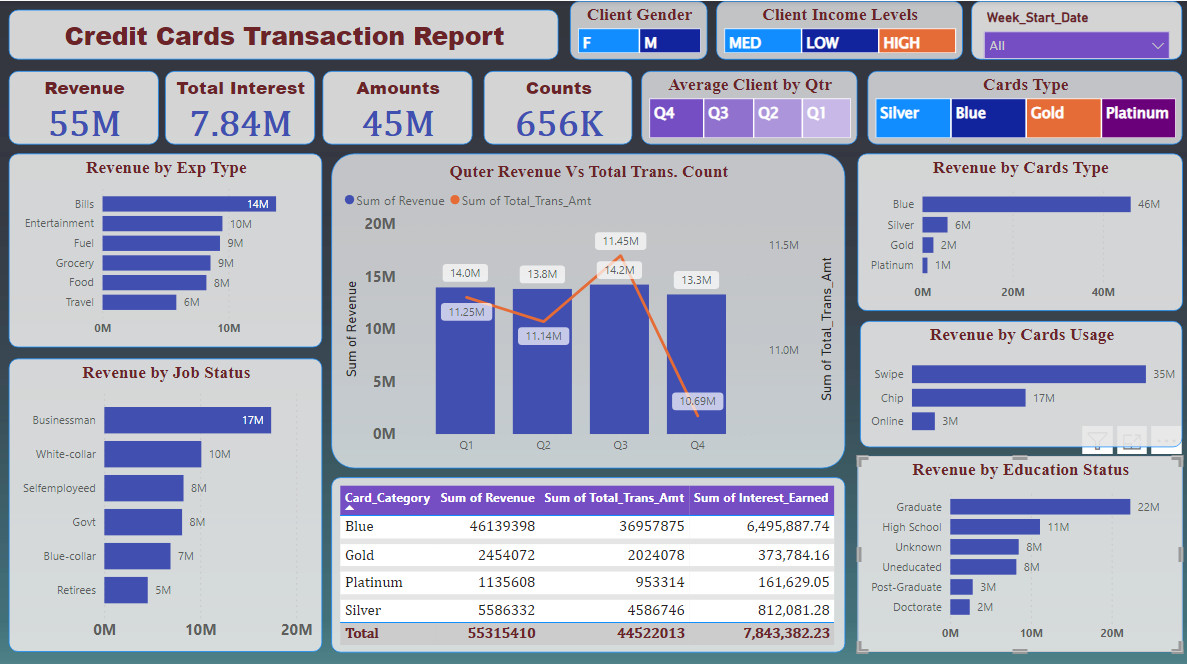 Credit Cards Transaction Report
Client Gender
F M
Client Income Levels
MED LOW HIGH
Week_Start_Date
All
Revenue
55M
Total Interest
7.84M
Amounts
45M
Counts
656K
Average Client by Qtr
Q4 Q3 Q2 Q1
Cards Type
Silver Blue Gold Platinum
Revenue by Exp Type
Bills 14M
Entertainment 10M
Fuel 9M
Grocery 9M
Food 8M
Travel 6M
0M 10M
Revenue by Job Status
Businessman 17M
White-collar 10M
Selfemployeed 8M
Govt 8M
Blue-collar 7M
Retirees 5M
0M 10M 20M
Quter Revenue Vs Total Trans. Count
Sum of Revenue Sum of Total_Trans_Amt
Sum of Revenue
20M
15M
10M
5M
0M
14.0M 13.8M 14.2M 13.3M
11.25M 11.14M 11.45M 10.69M
Q1 Q2 Q3 Q4
11.5M
11.0M
Sum of Total_Trans_Amt
Card_Category Sum of Revenue Sum of Total_Trans_Amt Sum of Interest_Earned
Blue 46139398 36957875 6,495,887.74
Gold 2454072 2024078 373,784.16
Platinum 1135608 953314 161,629.05
Silver 5586332 4586746 812,081.28
Total 55315410 44522013 7,843,382.23
Revenue by Cards Type
Blue 46M
Silver 6M
Gold 2M
Platinum 1M
0M 20M 40M
Revenue by Cards Usage
Swipe 35M
Chip 17M
Online 3M
Revenue by Education Status
Graduate 22M
High School 11M
Unknown 8M
Uneducated 8M
Post-Graduate 3M
Doctorate 2M
0M 10M 20M